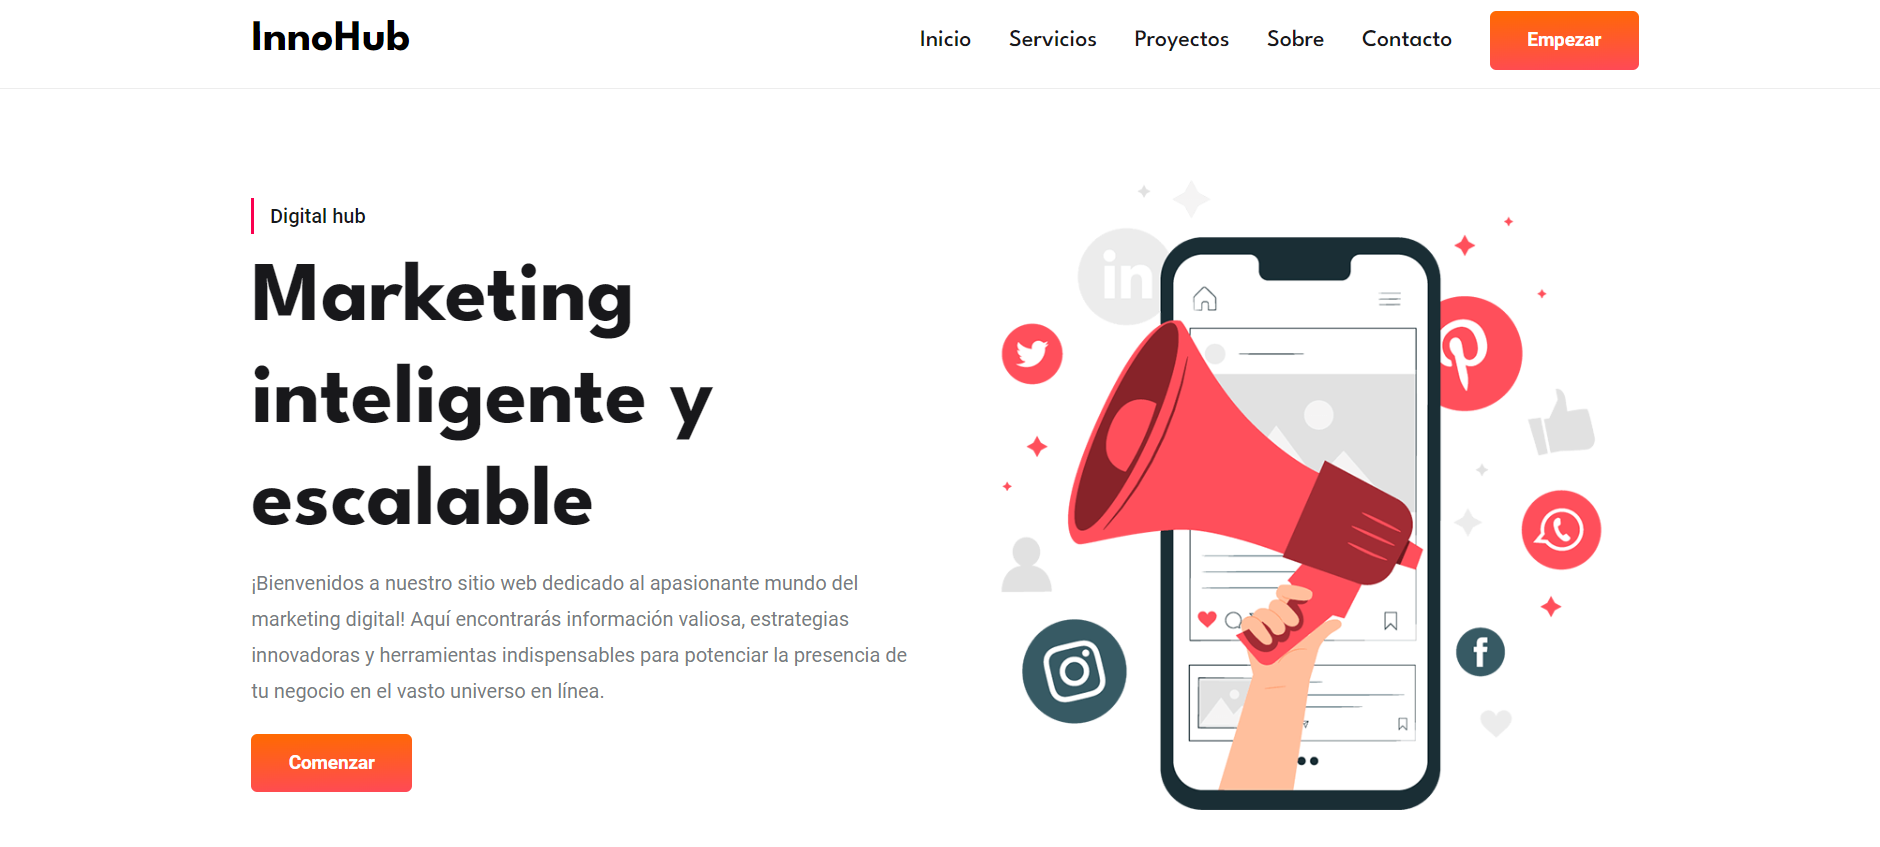 InnoHub
Inicio Servicios Proyectos Sobre Contacto Empezar
Digital hub
Marketing
inteligente y
escalable
¡Bienvenidos a nuestro sitio web dedicado al apasionante mundo del
marketing digital! Aquí encontrarás información valiosa, estrategias
innovadoras y herramientas indispensables para potenciar la presencia de
tu negocio en el vasto universo en línea.
Comenzar
in